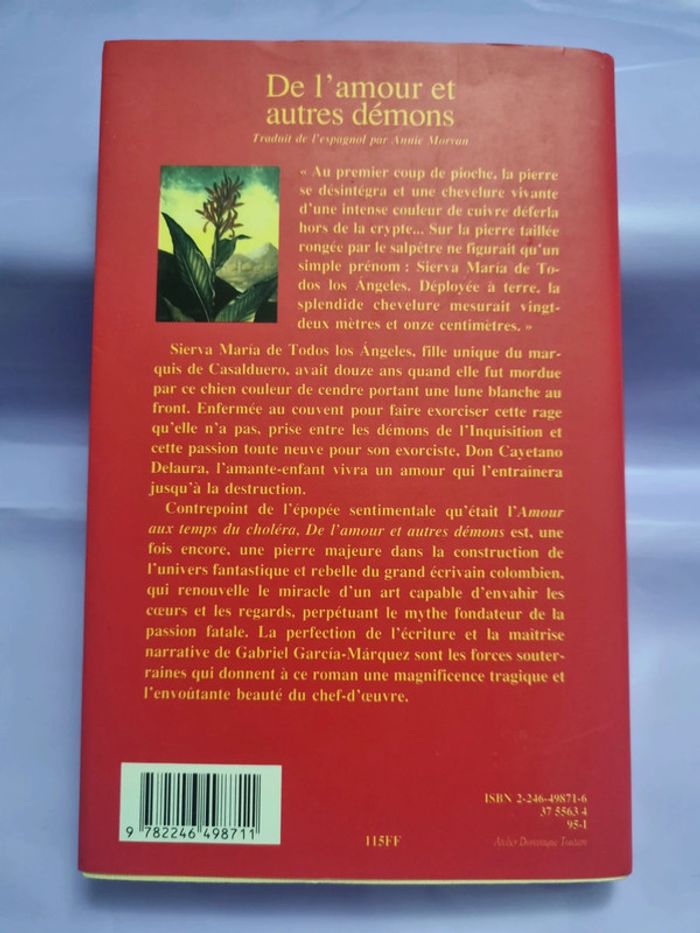 De l'amour et
autres démons
Traduit de l'espagnol par Annie Morvan
« Au premier coup de pioche, la pierre
se désintégra et une chevelure vivante
d'une intense couleur de cuivre déferla
hors de la crypte... Sur la pierre taillée
rongée par le salpêtre ne figurait qu'un
simple prénom : Sierva María de To-
dos los Ángeles. Déployée à terre, la
splendide chevelure mesurait vingt-
deux mètres et onze centimètres. »
Sierva María de Todos los Ángeles, fille unique du mar-
quis de Casalduero, avait douze ans quand elle fut mordue
par ce chien couleur de cendre portant une lune blanche au
front. Enfermée au couvent pour faire exorciser cette rage
qu'elle n'a pas, prise entre les démons de l'Inquisition et
cette passion toute neuve pour son exorciste, Don Cayetano
Delaura, l'amante-enfant vivra un amour qui l'entraînera
jusqu'à la destruction.
Contrepoint de l'épopée sentimentale qu'était l'Amour
aux temps du choléra, De l'amour et autres démons est, une
fois encore, une pierre majeure dans la construction de
l'univers fantastique et rebelle du grand écrivain colombien,
qui renouvelle le miracle d'un art capable d'envahir les
cœurs et les regards, perpétuant le mythe fondateur de la
passion fatale. La perfection de l'écriture et la maîtrise
narrative de Gabriel García-Márquez sont les forces souter-
raines qui donnent à ce roman une magnificence tragique et
l'envoûtante beauté du chef-d'œuvre.
ISBN 2-246-49871-6
37 5563 4
95-1
9 782246 498711
115FF
Atelier Dominique Toutain